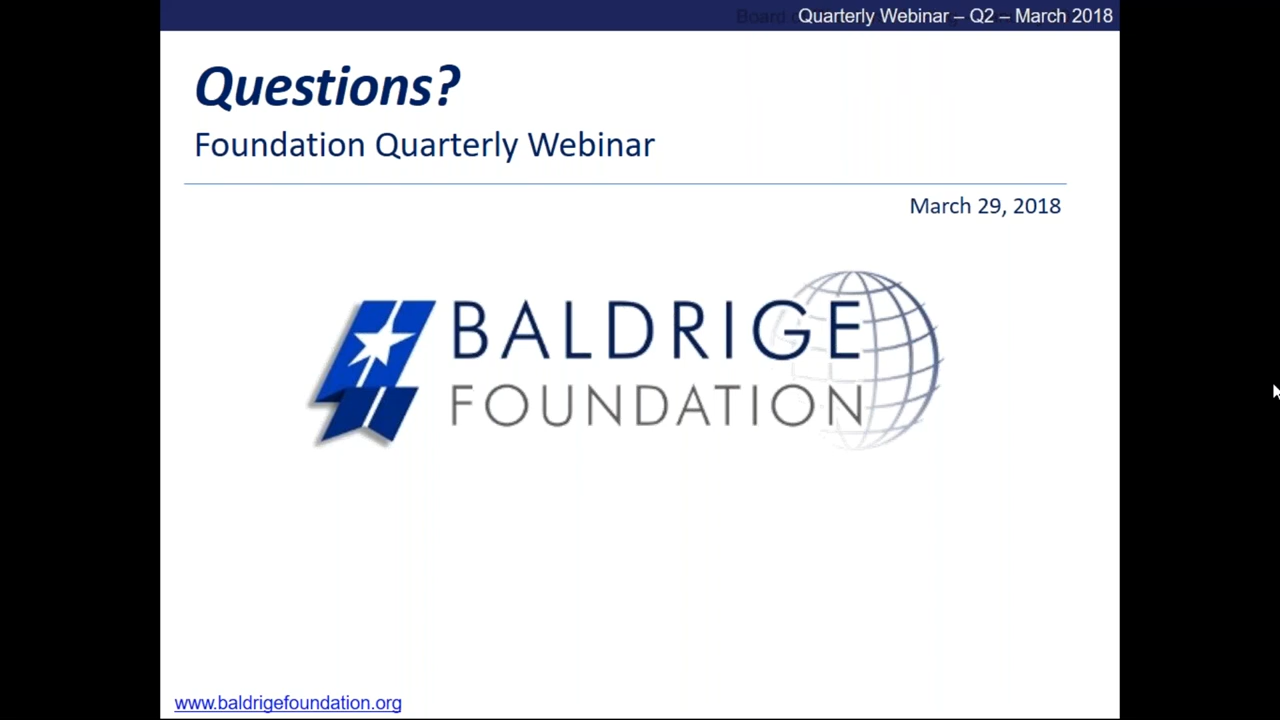 Quarterly Webinar – Q2 – March 2018
Questions?
Foundation Quarterly Webinar
March 29, 2018
BALDRIGE
FOUNDATION
www.baldrigefoundation.org